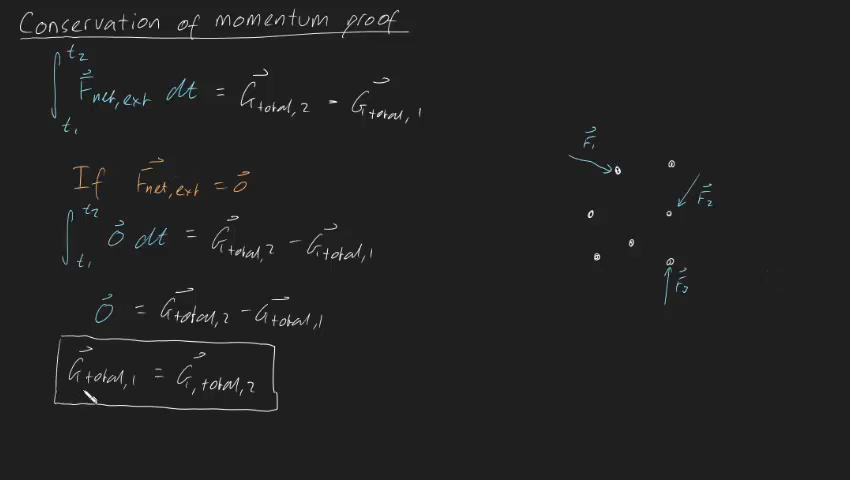 Conservation of momentum proof
∫_{t₁}^{t₂} F⃗_{net,ext} dt = G⃗_{total,2} - G⃗_{total,1}
If F⃗_{net,ext} = 0⃗
∫_{t₁}^{t₂} 0⃗ dt = G⃗_{total,2} - G⃗_{total,1}
0⃗ = G⃗_{total,2} - G⃗_{total,1}
G⃗_{total,1} = G⃗_{,total,2}
F⃗₁
F⃗₂
F⃗₃